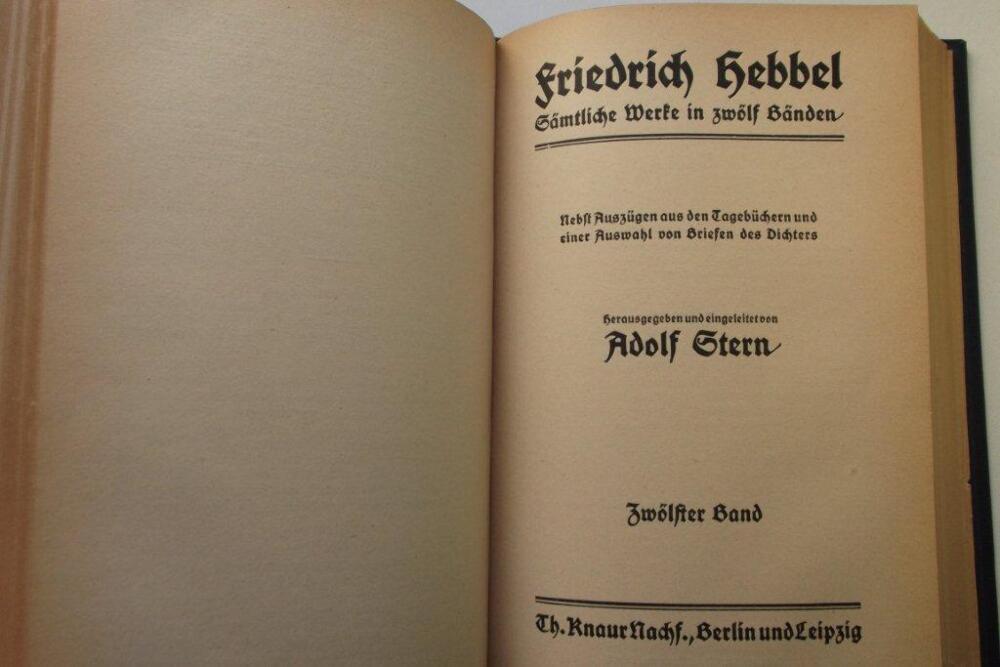 Friedrich Hebbel
Sämtliche Werke in zwölf Bänden
Nebst Auszügen aus den Tagebüchern und
einer Auswahl von Briefen des Dichters
Herausgegeben und eingeleitet von
Adolf Stern
Zwölfter Band
Th. Knaur Nachf., Berlin und Leipzig